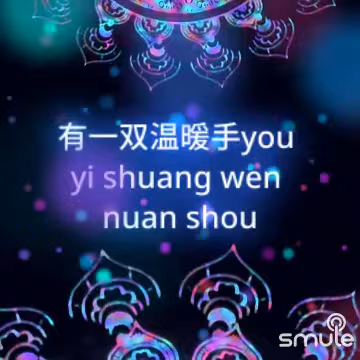 有一双温暖手you
yi shuang wen
nuan shou
smule